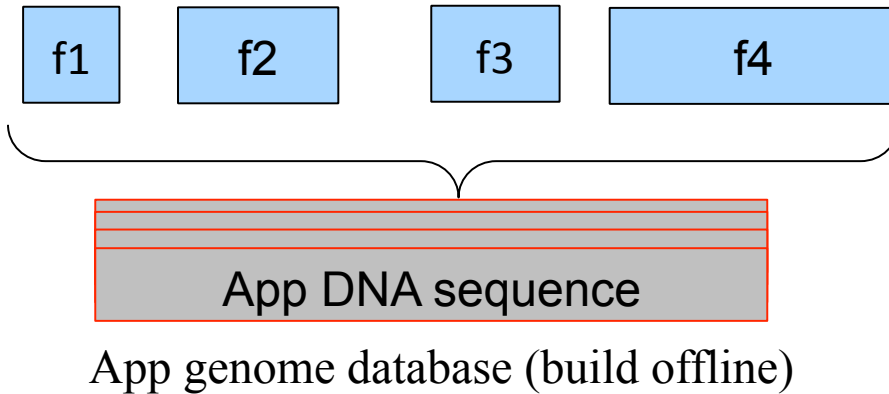 f1 f2 f3 f4
App DNA sequence
App genome database (build offline)